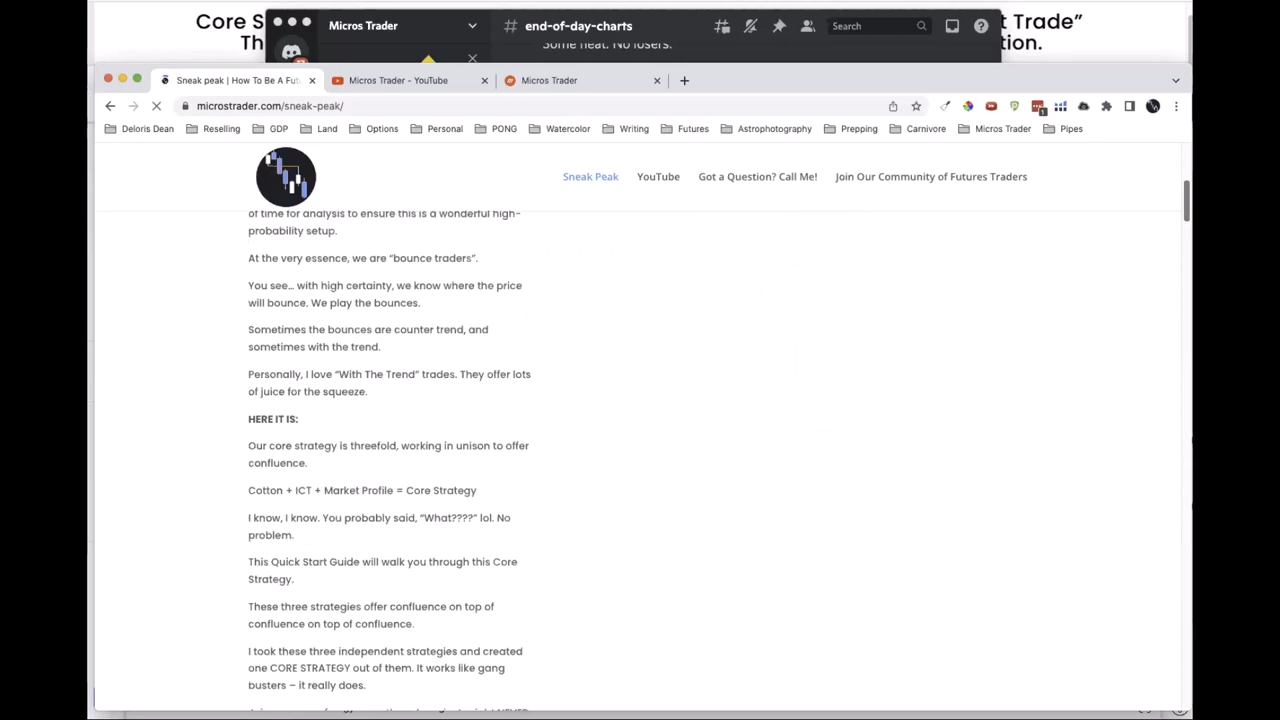 Core S
t Trade”
Th
tion.
Micros Trader
# end-of-day-charts
Search
Some heat. No losers.
Sneak peak | How To Be A Fut
Micros Trader - YouTube
Micros Trader
microstrader.com/sneak-peak/
1
Deloris Dean
Reselling
GDP
Land
Options
Personal
PONG
Watercolor
Writing
Futures
Astrophotography
Prepping
Carnivore
Micros Trader
Pipes
Sneak Peak
YouTube
Got a Question? Call Me!
Join Our Community of Futures Traders
of time for analysis to ensure this is a wonderful high-
probability setup.
At the very essence, we are “bounce traders”.
You see… with high certainty, we know where the price
will bounce. We play the bounces.
Sometimes the bounces are counter trend, and
sometimes with the trend.
Personally, I love “With The Trend” trades. They offer lots
of juice for the squeeze.
HERE IT IS:
Our core strategy is threefold, working in unison to offer
confluence.
Cotton + ICT + Market Profile = Core Strategy
I know, I know. You probably said, “What????” lol. No
problem.
This Quick Start Guide will walk you through this Core
Strategy.
These three strategies offer confluence on top of
confluence on top of confluence.
I took these three independent strategies and created
one CORE STRATEGY out of them. It works like gang
busters – it really does.